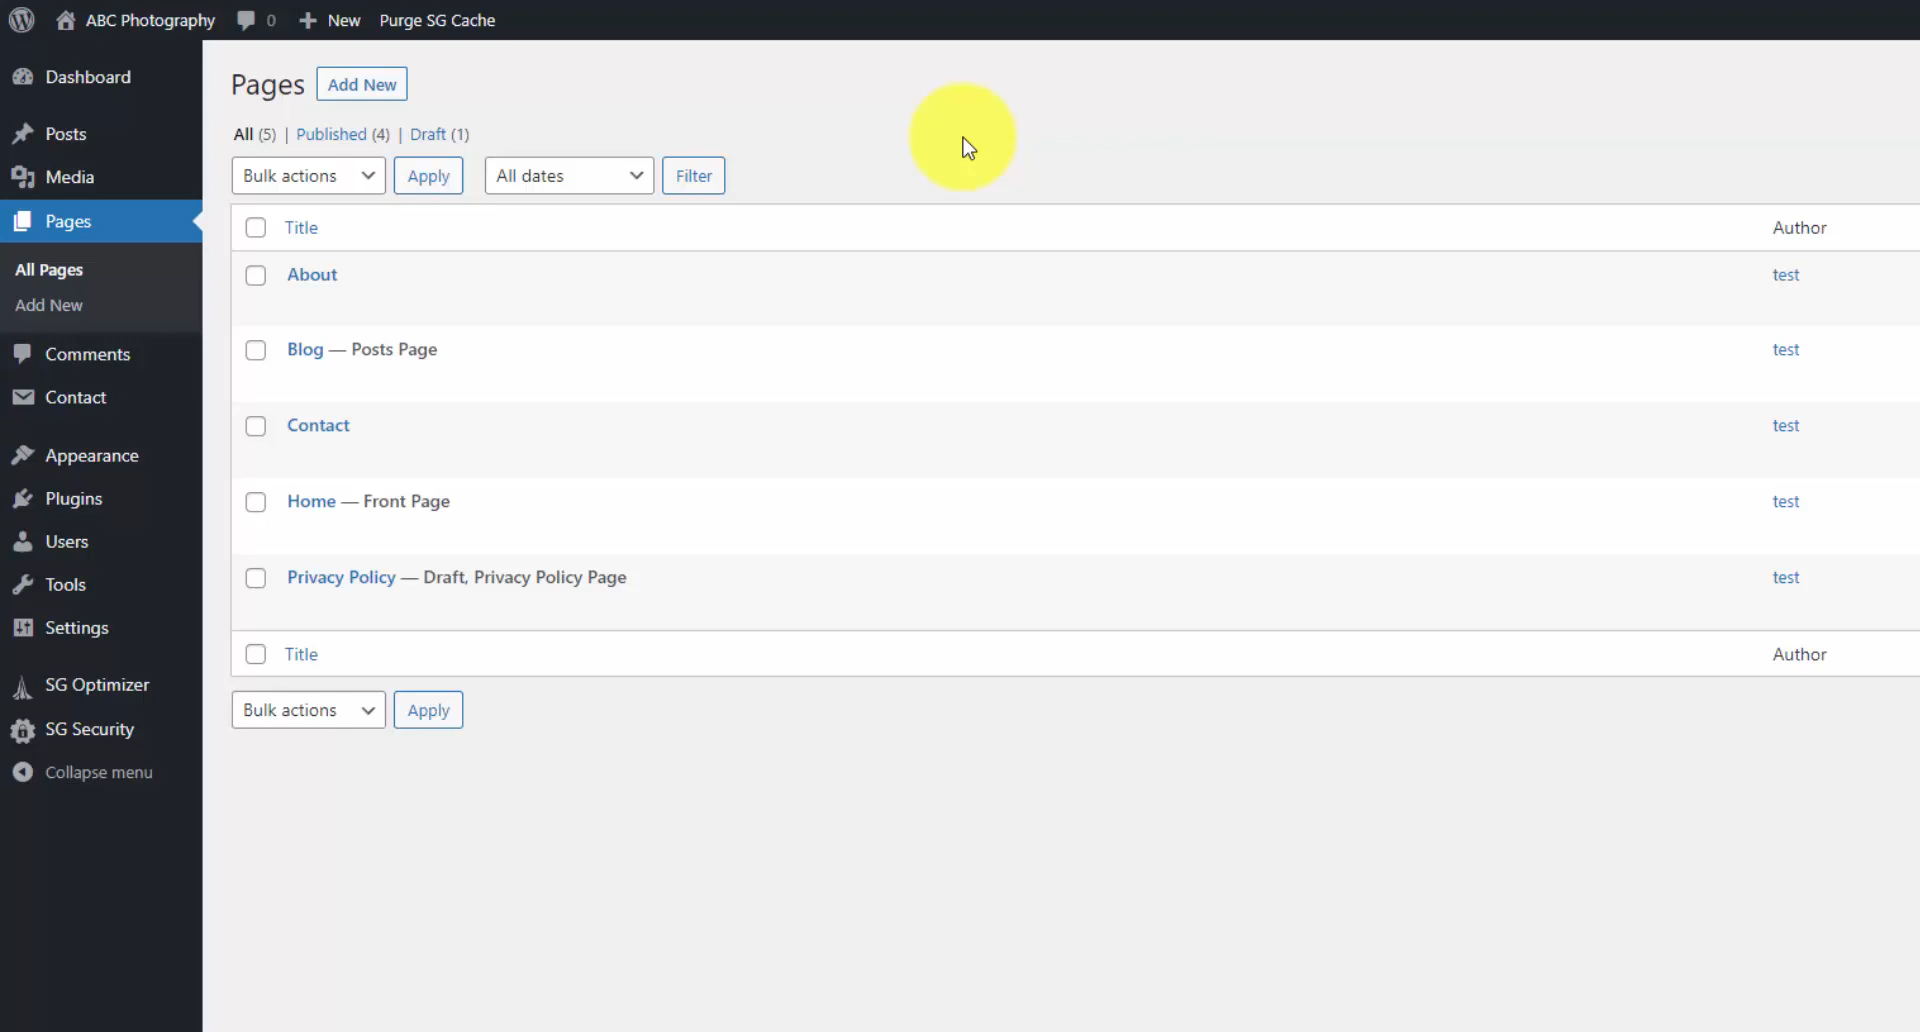 ABC Photography 0 New Purge SG Cache
Dashboard
Posts
Media
Pages
All Pages
Add New
Comments
Contact
Appearance
Plugins
Users
Tools
Settings
SG Optimizer
SG Security
Collapse menu
Pages Add New
All (5) | Published (4) | Draft (1)
Bulk actions Apply All dates Filter
Title Author
About test
Blog — Posts Page test
Contact test
Home — Front Page test
Privacy Policy — Draft, Privacy Policy Page test
Title Author
Bulk actions Apply